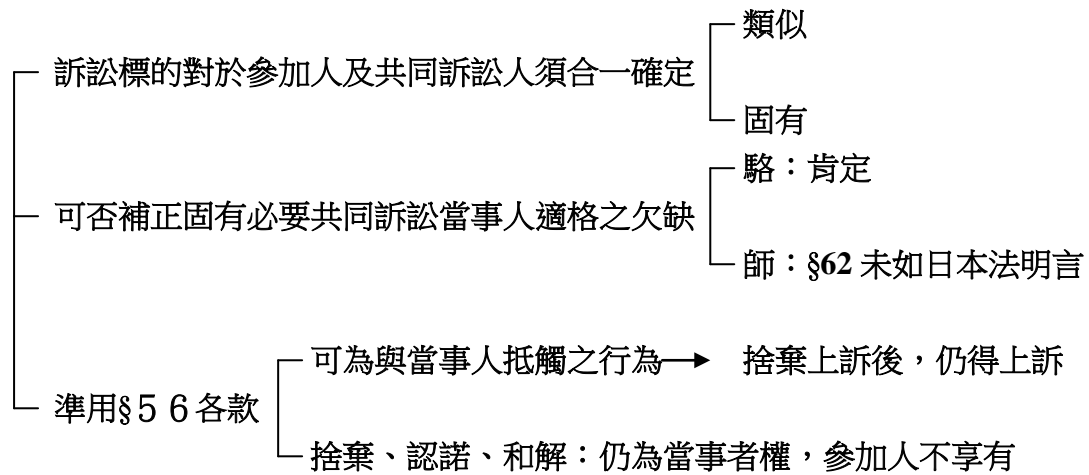 類似
訴訟標的對於參加人及共同訴訟人須合一確定
固有
駱：肯定
可否補正固有必要共同訴訟當事人適格之欠缺
師：§62 未如日本法明言
可為與當事人抵觸之行為 捨棄上訴後，仍得上訴
準用§５６各款
捨棄、認諾、和解：仍為當事者權，參加人不享有